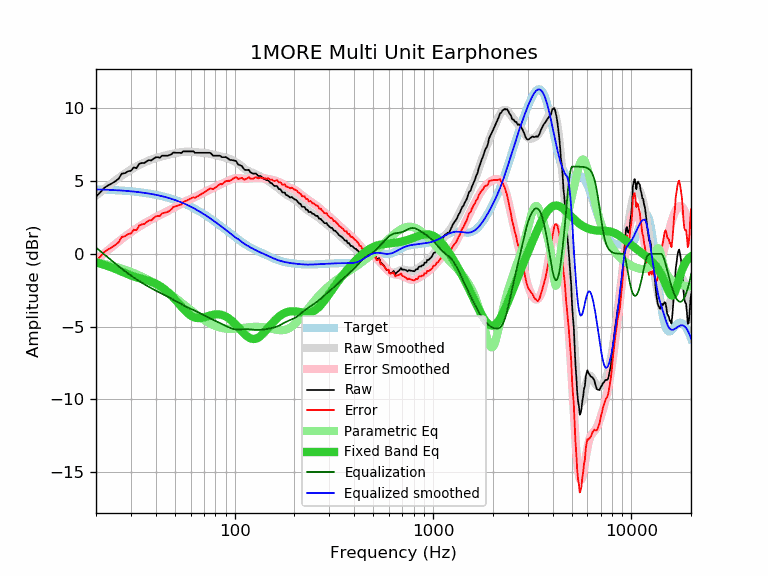 1MORE Multi Unit Earphones
10
5
0
−5
−10
−15
Amplitude (dBr)
Target
Raw Smoothed
Error Smoothed
Raw
Error
Parametric Eq
Fixed Band Eq
Equalization
Equalized smoothed
100 1000 10000
Frequency (Hz)